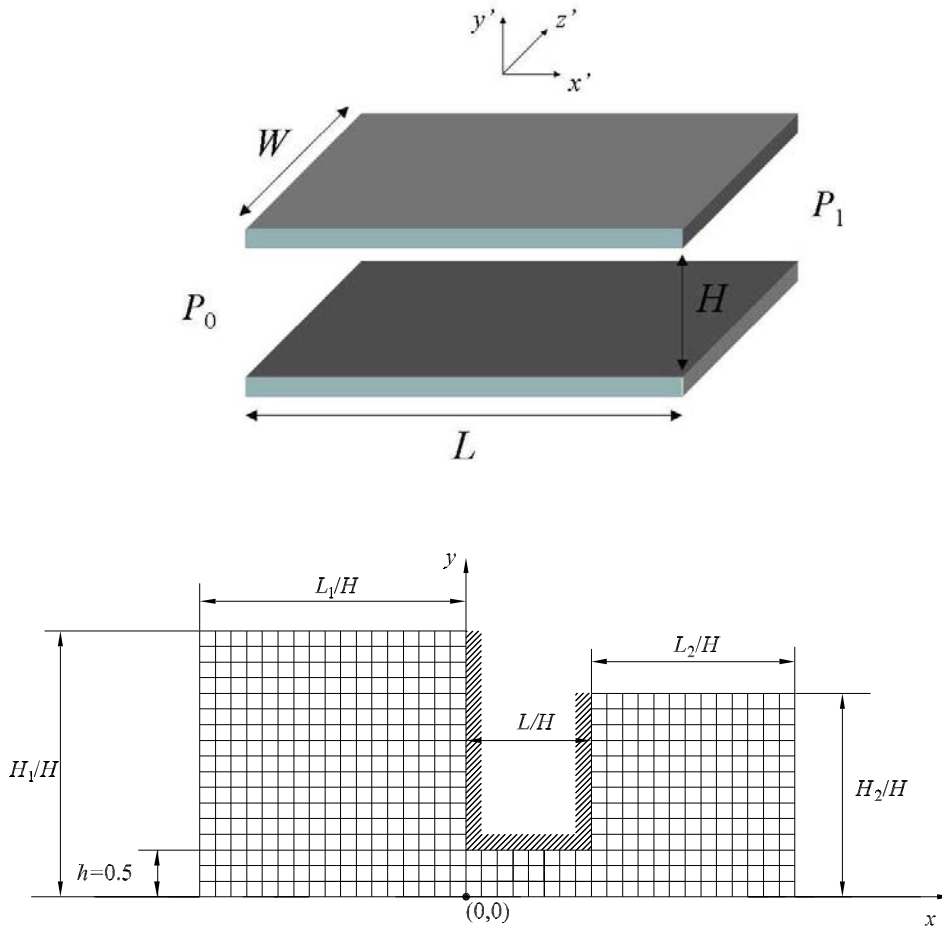 y’
z’
x’
W
P₁
P₀
H
L
y
L₁/H
L₂/H
L/H
H₁/H
H₂/H
h=0.5
(0,0)
x